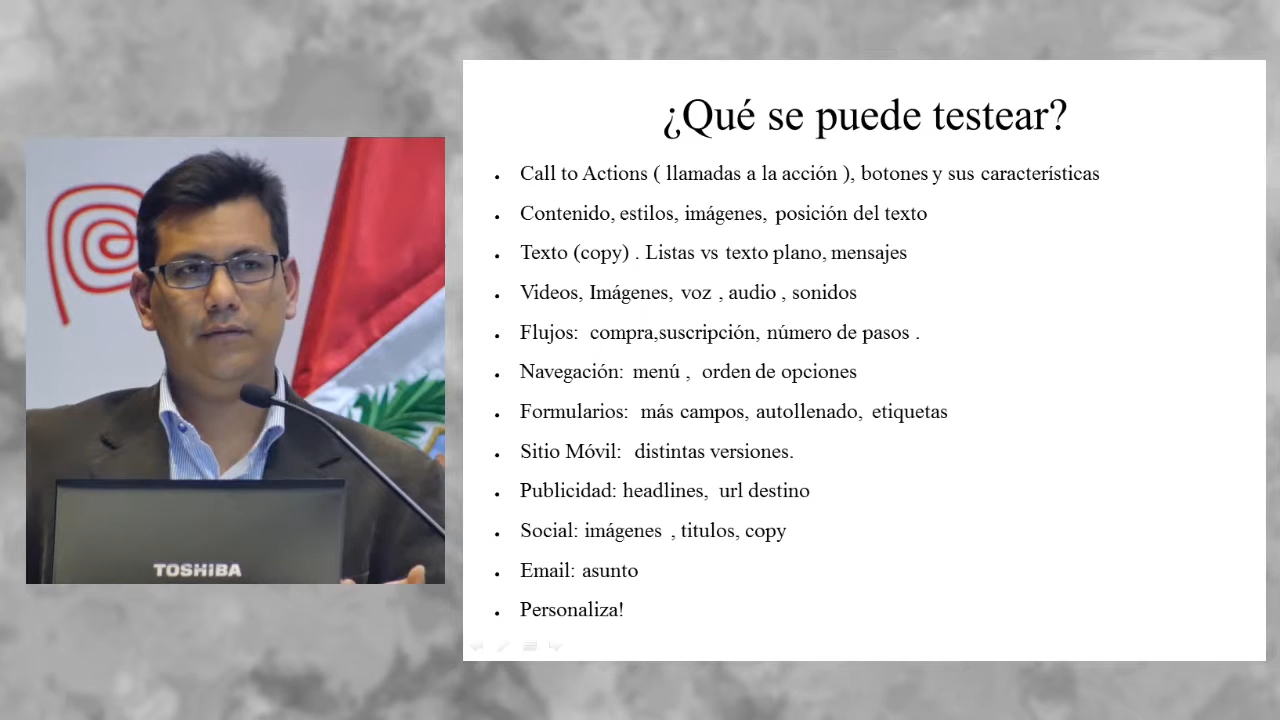 ¿Qué se puede testear?
Call to Actions ( llamadas a la acción ), botones y sus características
Contenido, estilos, imágenes, posición del texto
Texto (copy) . Listas vs texto plano, mensajes
Videos, Imágenes, voz , audio , sonidos
Flujos: compra,suscripción, número de pasos .
Navegación: menú , orden de opciones
Formularios: más campos, autollenado, etiquetas
Sitio Móvil: distintas versiones.
Publicidad: headlines, url destino
Social: imágenes , titulos, copy
Email: asunto
Personaliza!
TOSHIBA